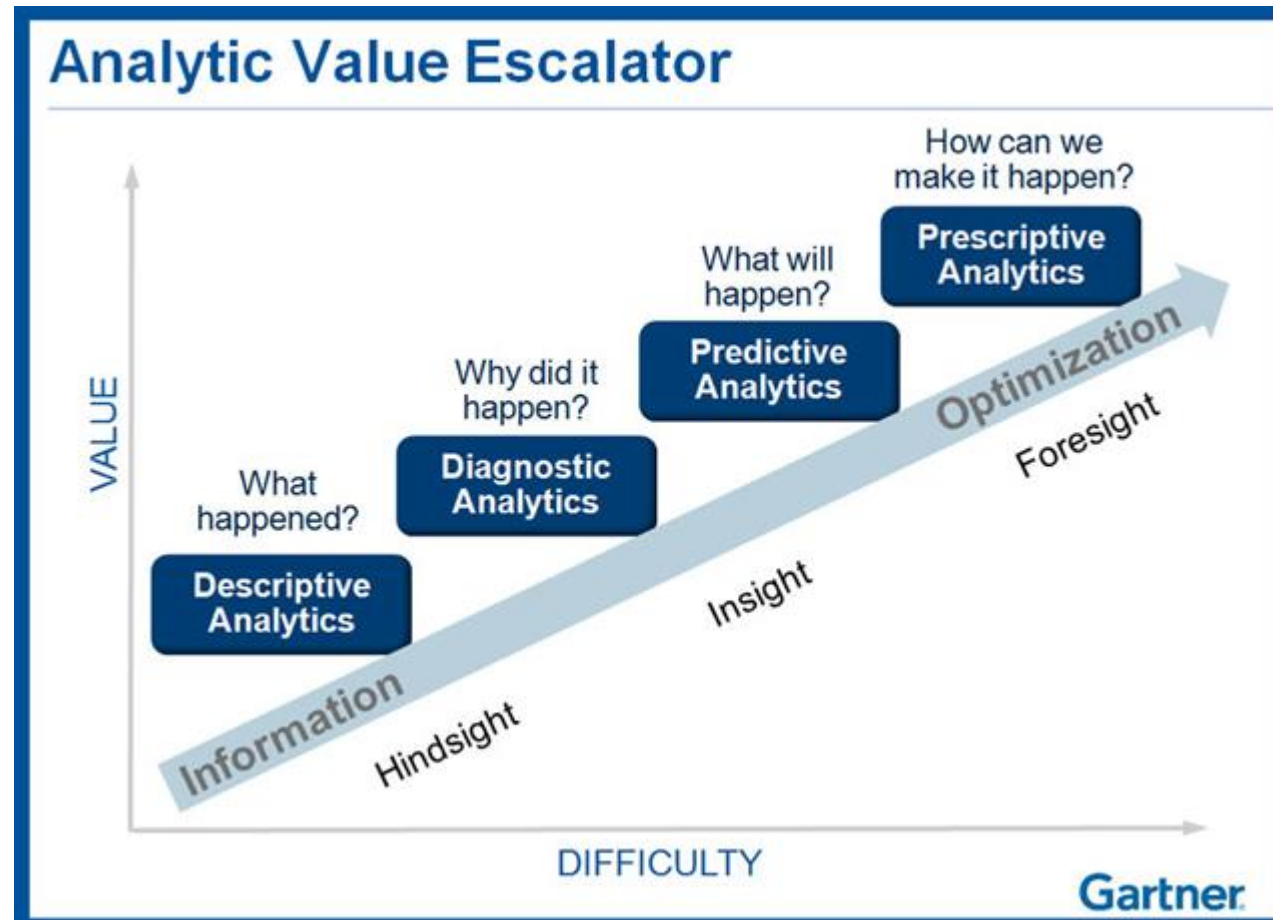 Analytic Value Escalator
How can we
make it happen?
Prescriptive
Analytics
What will
happen?
Predictive
Analytics
Why did it
happen?
Diagnostic
Analytics
What
happened?
Descriptive
Analytics
VALUE
Information
Optimization
Hindsight
Insight
Foresight
DIFFICULTY
Gartner